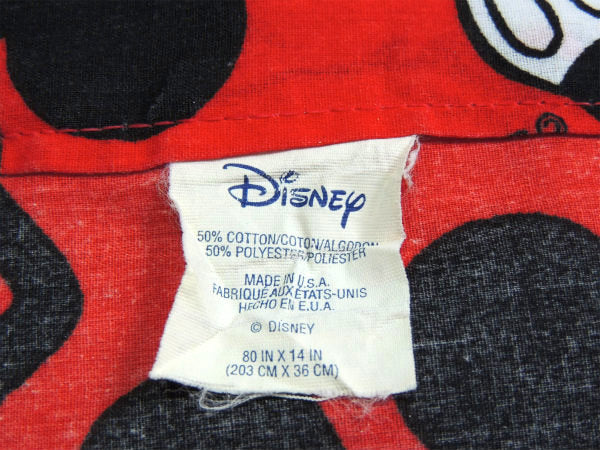 Disney
50% COTTON/COTON/ALGODON
50% POLYESTER/POLIESTER
MADE IN U.S.A.
FABRIQUE AUX ETATS-UNIS
HECHO EN E.U.A.
© DISNEY
80 IN X 14 IN
(203 CM X 36 CM)